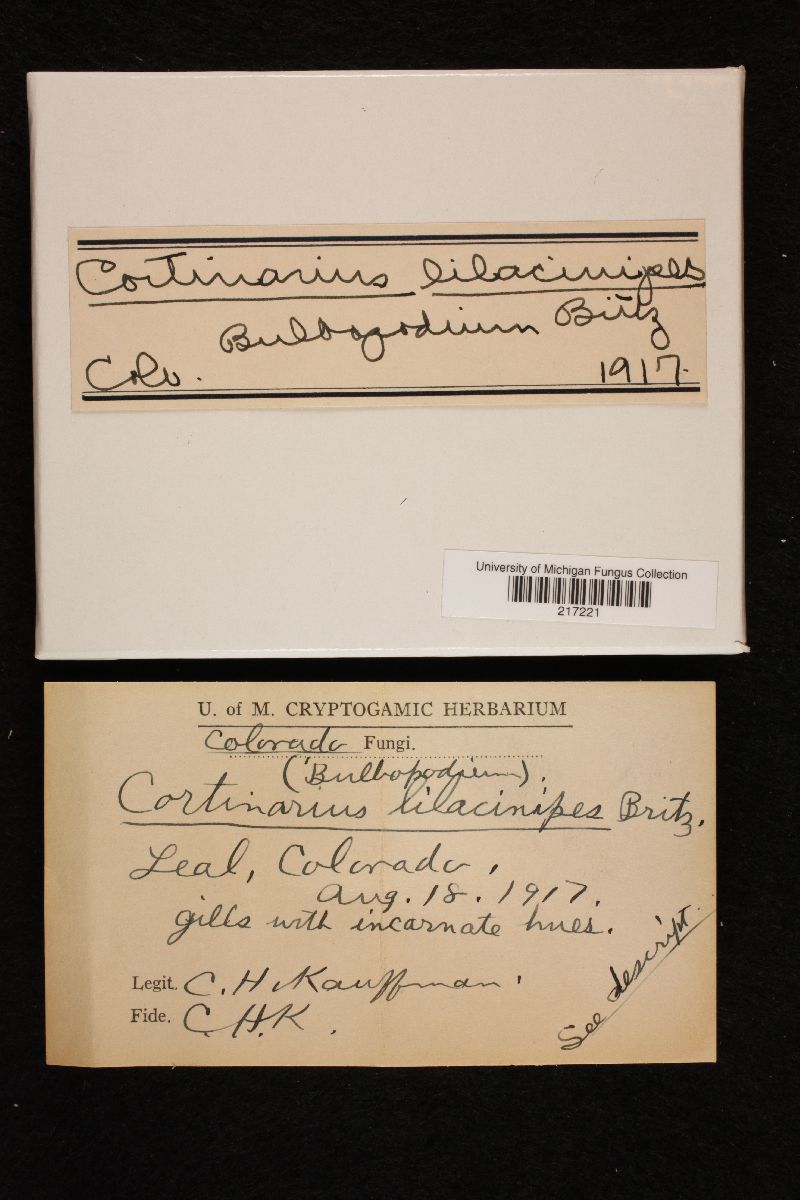 Cortinarius lilacinipes
Bulbopodium Britz
Colo. 1917.
University of Michigan Fungus Collection
217221
U. of M. CRYPTOGAMIC HERBARIUM
Colorado Fungi.
(Bulbopodium).
Cortinarius lilacinipes Britz.
Leal, Colorado,
Aug. 18. 1917.
gills with incarnate hues.
Legit. C. H. Kauffman.
Fide. C.H.K.
See descript.